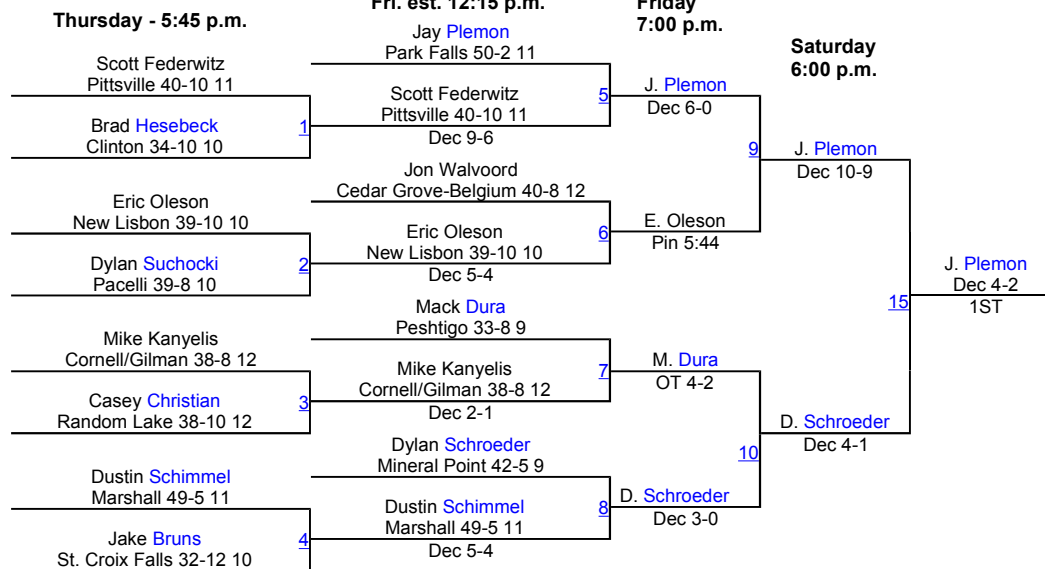 Thursday - 5:45 p.m.
Scott Federwitz
Pittsville 40-10 11
Brad Hesebeck
Clinton 34-10 10
1
Eric Oleson
New Lisbon 39-10 10
Dylan Suchocki
Pacelli 39-8 10
2
Mike Kanyelis
Cornell/Gilman 38-8 12
Casey Christian
Random Lake 38-10 12
3
Dustin Schimmel
Marshall 49-5 11
Jake Bruns
St. Croix Falls 32-12 10
4
Fri. est. 12:15 p.m.
Jay Plemon
Park Falls 50-2 11
Scott Federwitz
Pittsville 40-10 11
Dec 9-6
5
Jon Walvoord
Cedar Grove-Belgium 40-8 12
Eric Oleson
New Lisbon 39-10 10
Dec 5-4
6
Mack Dura
Peshtigo 33-8 9
Mike Kanyelis
Cornell/Gilman 38-8 12
Dec 2-1
7
Dylan Schroeder
Mineral Point 42-5 9
Dustin Schimmel
Marshall 49-5 11
Dec 5-4
8
Friday
7:00 p.m.
J. Plemon
Dec 6-0
9
E. Oleson
Pin 5:44
M. Dura
OT 4-2
10
D. Schroeder
Dec 3-0
Saturday
6:00 p.m.
J. Plemon
Dec 10-9
15
D. Schroeder
Dec 4-1
J. Plemon
Dec 4-2
1ST